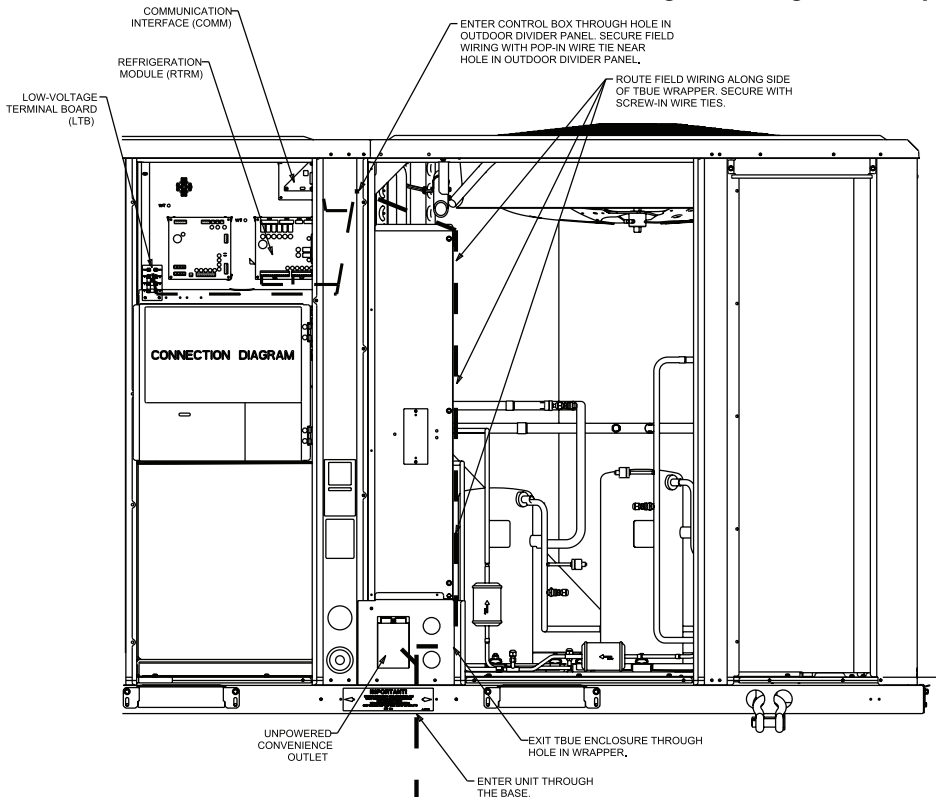 COMMUNICATION
INTERFACE (COMM)
ENTER CONTROL BOX THROUGH HOLE IN
OUTDOOR DIVIDER PANEL. SECURE FIELD
WIRING WITH POP-IN WIRE TIE NEAR
HOLE IN OUTDOOR DIVIDER PANEL.
REFRIGERATION
MODULE (RTRM)
ROUTE FIELD WIRING ALONG SIDE
OF TBUE WRAPPER. SECURE WITH
SCREW-IN WIRE TIES.
LOW-VOLTAGE
TERMINAL BOARD
(LTB)
CONNECTION DIAGRAM
IMPORTANT!
UNPOWERED
CONVENIENCE
OUTLET
EXIT TBUE ENCLOSURE THROUGH
HOLE IN WRAPPER.
ENTER UNIT THROUGH
THE BASE.